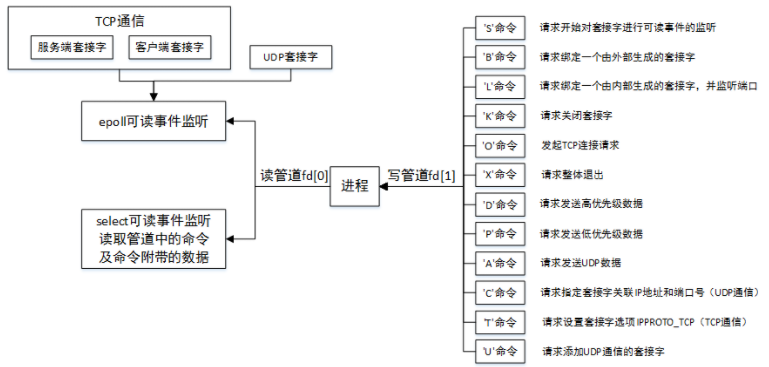 TCP通信
服务端套接字
客户端套接字
UDP套接字
epoll可读事件监听
select可读事件监听
读取管道中的命令
及命令附带的数据
读管道fd[0]
进程
写管道fd[1]
'S'命令 请求开始对套接字进行可读事件的监听
'B'命令 请求绑定一个由外部生成的套接字
'L'命令 请求绑定一个由内部生成的套接字，并监听端口
'K'命令 请求关闭套接字
'O'命令 发起TCP连接请求
'X'命令 请求整体退出
'D'命令 请求发送高优先级数据
'P'命令 请求发送低优先级数据
'A'命令 请求发送UDP数据
'C'命令 请求指定套接字关联IP地址和端口号（UDP通信）
'T'命令 请求设置套接字选项 IPPROTO_TCP（TCP通信）
'U'命令 请求添加UDP通信的套接字